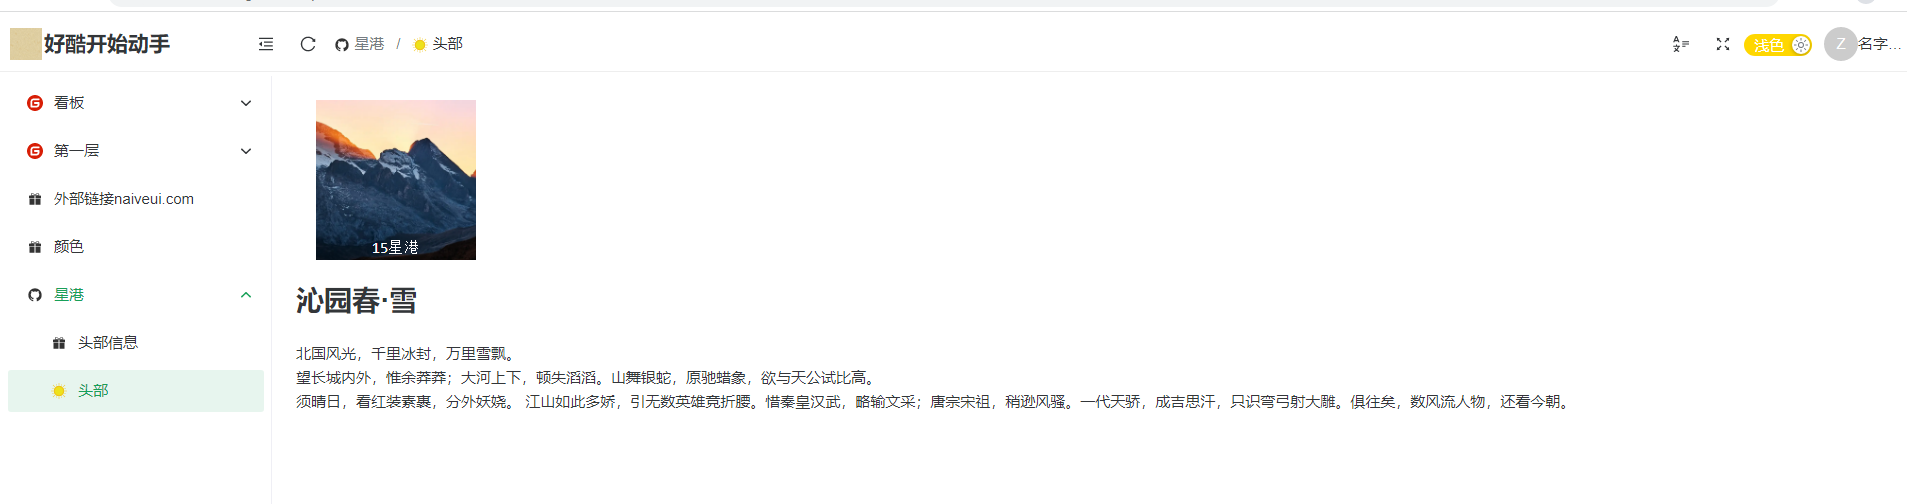 好酷开始动手
星港 / 头部
浅色
Z 名字...
看板
第一层
外部链接naiveui.com
颜色
星港
头部信息
头部
15星港
沁园春·雪
北国风光，千里冰封，万里雪飘。
望长城内外，惟余莽莽；大河上下，顿失滔滔。山舞银蛇，原驰蜡象，欲与天公试比高。
须晴日，看红装素裹，分外妖娆。 江山如此多娇，引无数英雄竞折腰。惜秦皇汉武，略输文采；唐宗宋祖，稍逊风骚。一代天骄，成吉思汗，只识弯弓射大雕。俱往矣，数风流人物，还看今朝。